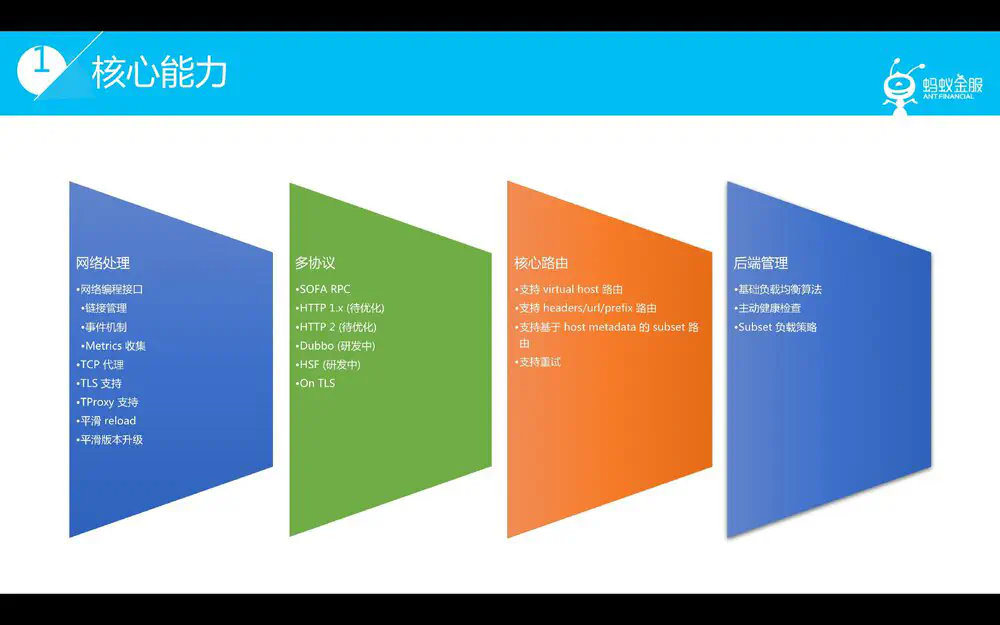 1
核心能力
蚂蚁金服
ANT FINANCIAL
网络处理
•网络编程接口
•链接管理
•事件机制
•Metrics 收集
•TCP 代理
•TLS 支持
•TProxy 支持
•平滑 reload
•平滑版本升级
多协议
•SOFA RPC
•HTTP 1.x (待优化)
•HTTP 2 (待优化)
•Dubbo (研发中)
•HSF (研发中)
•On TLS
核心路由
•支持 virtual host 路由
•支持 headers/url/prefix 路由
•支持基于 host metadata 的 subset 路
由
•支持重试
后端管理
•基础负载均衡算法
•主动健康检查
•Subset 负载策略